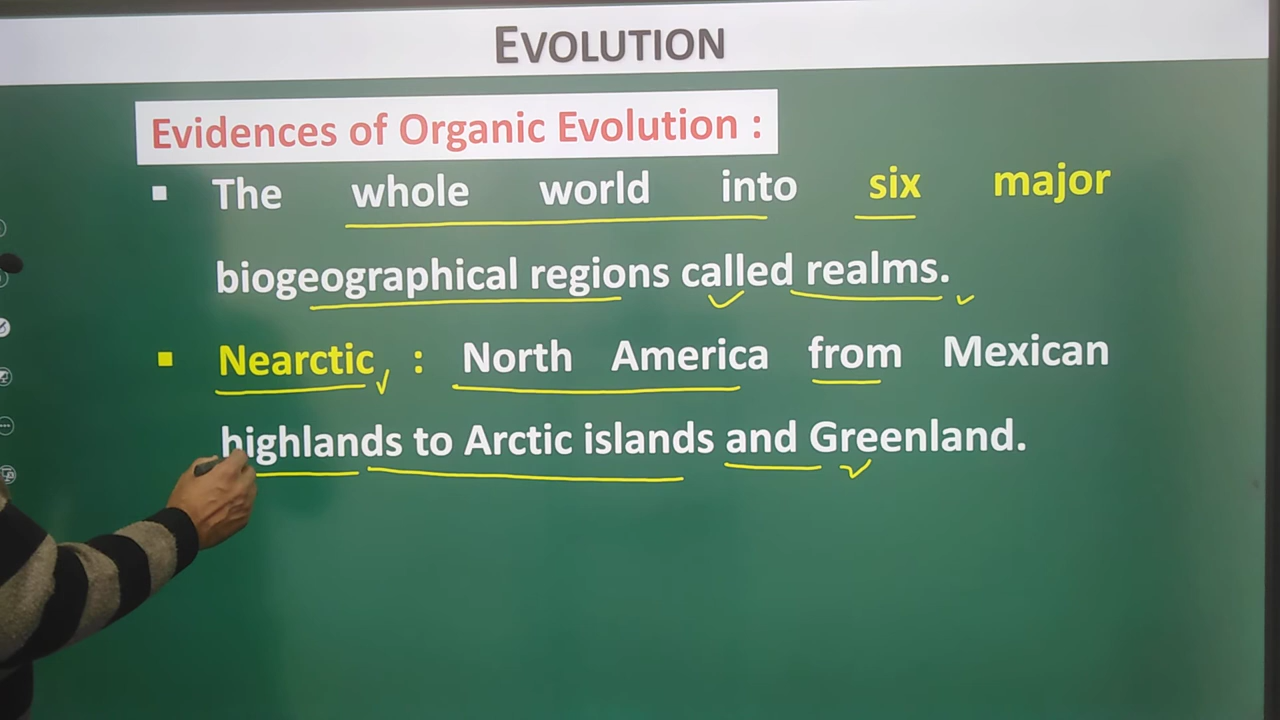 EVOLUTION
Evidences of Organic Evolution :
▪ The whole world into six major
biogeographical regions called realms.
▪ Nearctic : North America from Mexican
highlands to Arctic islands and Greenland.